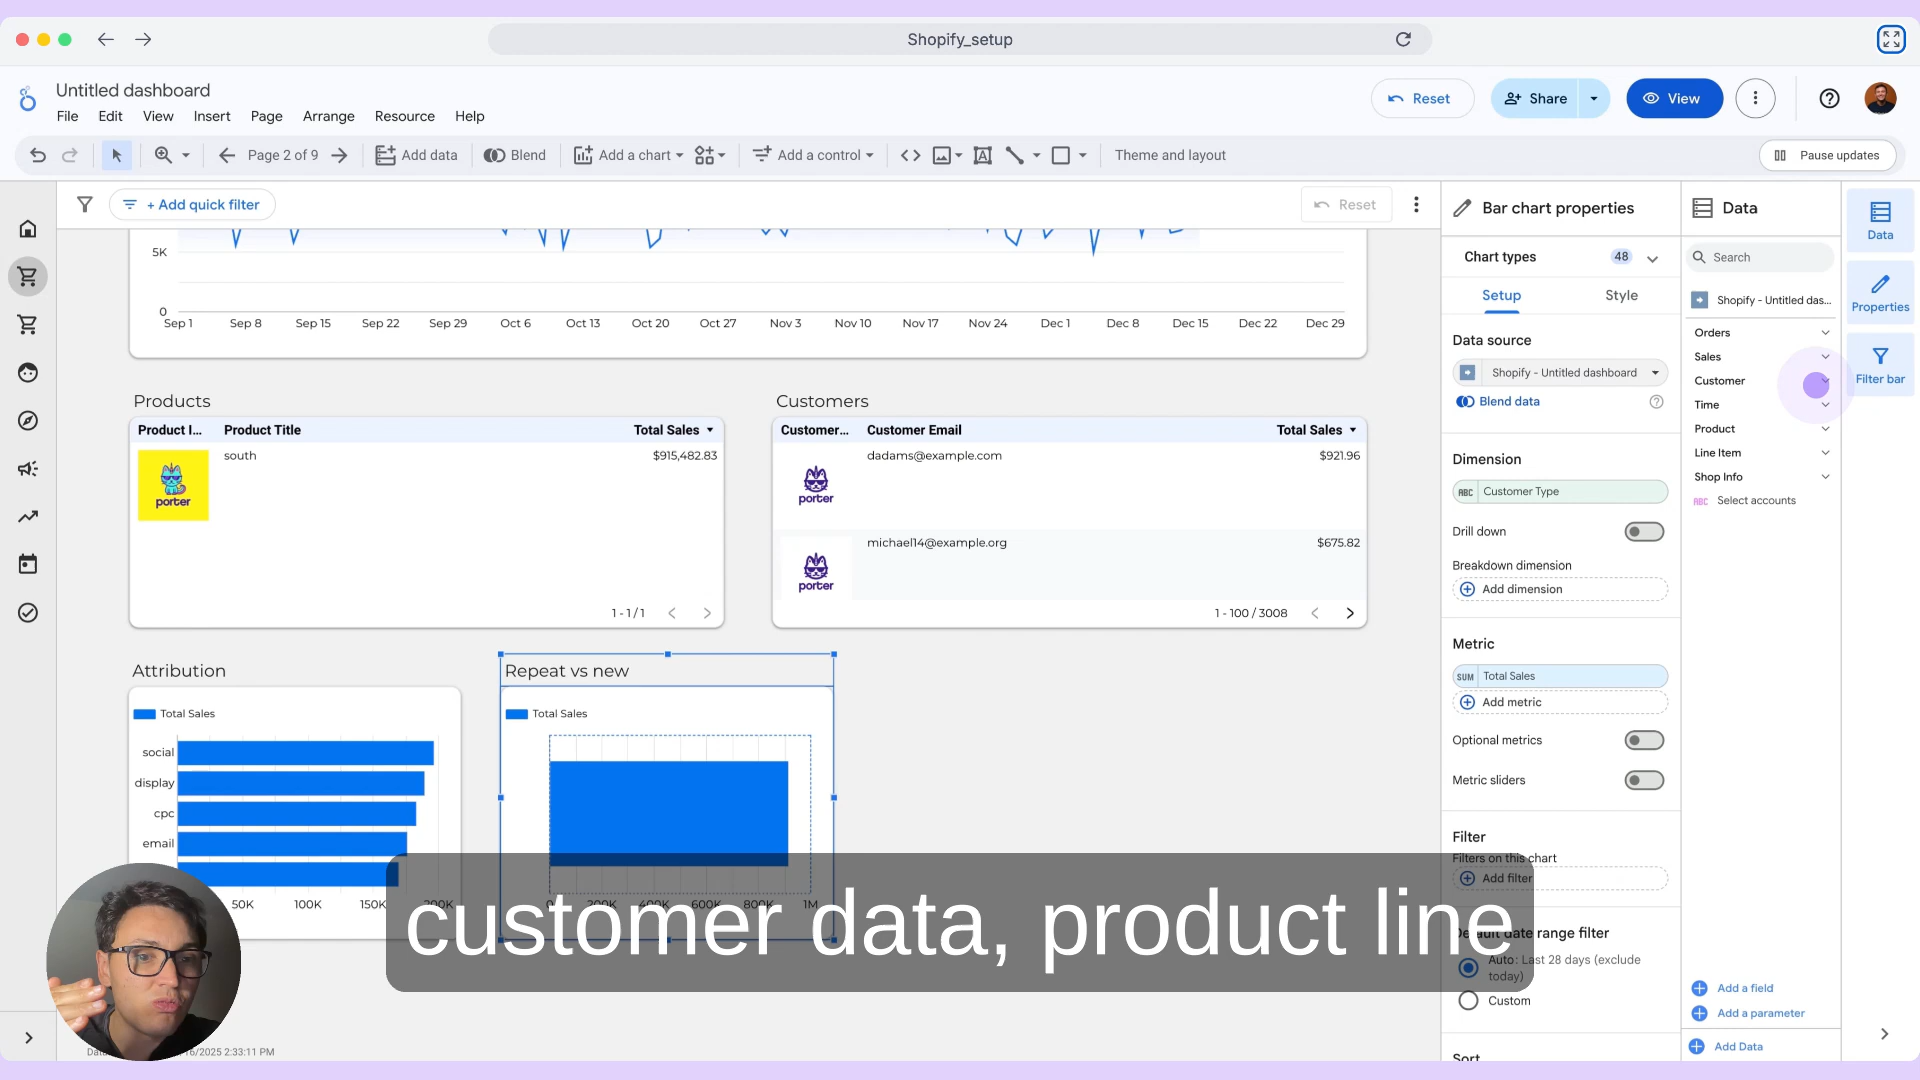 Shopify_setup
Untitled dashboard
File Edit View Insert Page Arrange Resource Help
Reset
Share
View
Page 2 of 9
Add data
Blend
Add a chart
Add a control
Theme and layout
Pause updates
+ Add quick filter
Reset
5K
0
Sep 1 Sep 8 Sep 15 Sep 22 Sep 29 Oct 6 Oct 13 Oct 20 Oct 27 Nov 3 Nov 10 Nov 17 Nov 24 Dec 1 Dec 8 Dec 15 Dec 22 Dec 29
Products
Product I... Product Title Total Sales
porter
south $915,482.83
1 - 1 / 1
Customers
Customer... Customer Email Total Sales
porter
dadams@example.com $921.96
porter
michael14@example.org $675.82
1 - 100 / 3008
Attribution
Total Sales
social
display
cpc
email
50K 100K 150K 200K
Repeat vs new
Total Sales
0 200K 400K 600K 800K 1M
customer data, product line
6/2025 2:33:11 PM
Bar chart properties
Chart types 48
Setup Style
Data source
Shopify - Untitled dashboard
Blend data
Dimension
ABC Customer Type
Drill down
Breakdown dimension
Add dimension
Metric
SUM Total Sales
Add metric
Optional metrics
Metric sliders
Filter
Filters on this chart
Add filter
Default date range filter
Auto: Last 28 days (exclude
today)
Custom
Sort
Data
Search
Shopify - Untitled das...
Orders
Sales
Customer
Time
Product
Line Item
Shop Info
ABC Select accounts
Add a field
Add a parameter
Add Data
Data
Properties
Filter bar